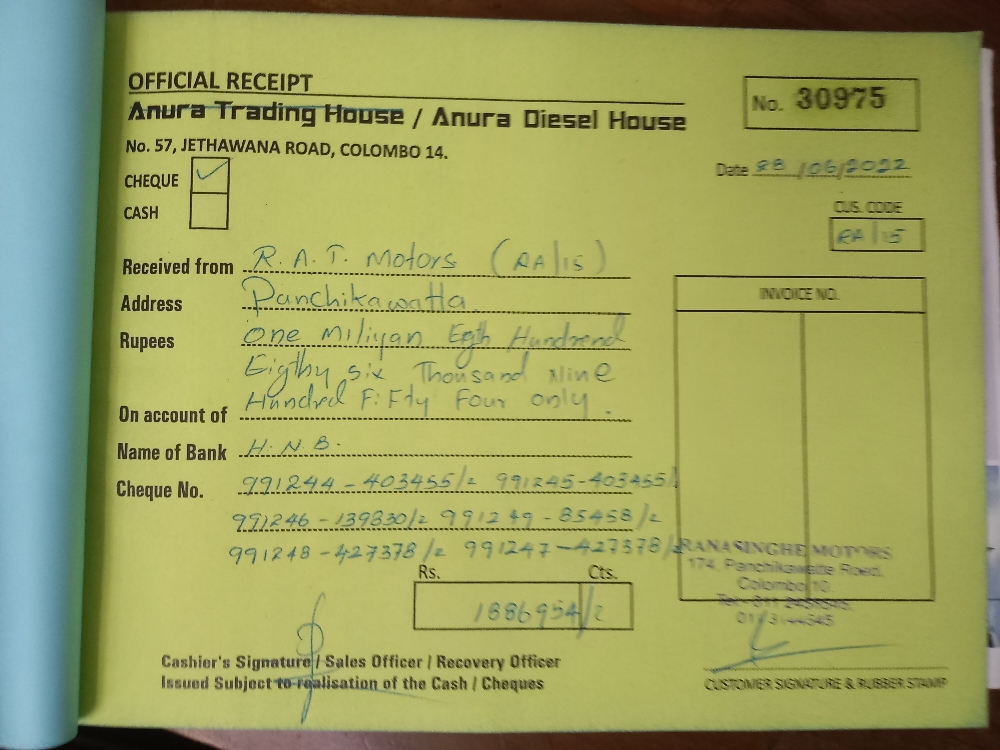 OFFICIAL RECEIPT
Anura Trading House / Anura Diesel House
No. 30975
No. 57, JETHAWANA ROAD, COLOMBO 14.
Date 28/06/2022
CHEQUE ✓
CASH
CUS. CODE
RA/15
Received from R. A. T. Motors (RA/15)
Address Panchikawatta
INVOICE NO.
Rupees One Miliyan Egth Hundrend
Eigthy six Thousand Nine
Hundred Fifty Four only.
On account of
Name of Bank H.N.B.
Cheque No. 991244-403455/= 991245-403455/
991246-139830/= 991249-85458/=
991248-427378/= 991247-427378/=
RANASINGHE MOTORS
174, Panchikawatte Road,
Colombo 10.
Rs. Cts.
1886954/=
Cashier's Signature / Sales Officer / Recovery Officer
Issued Subject to realisation of the Cash / Cheques
CUSTOMER SIGNATURE & RUBBER STAMP